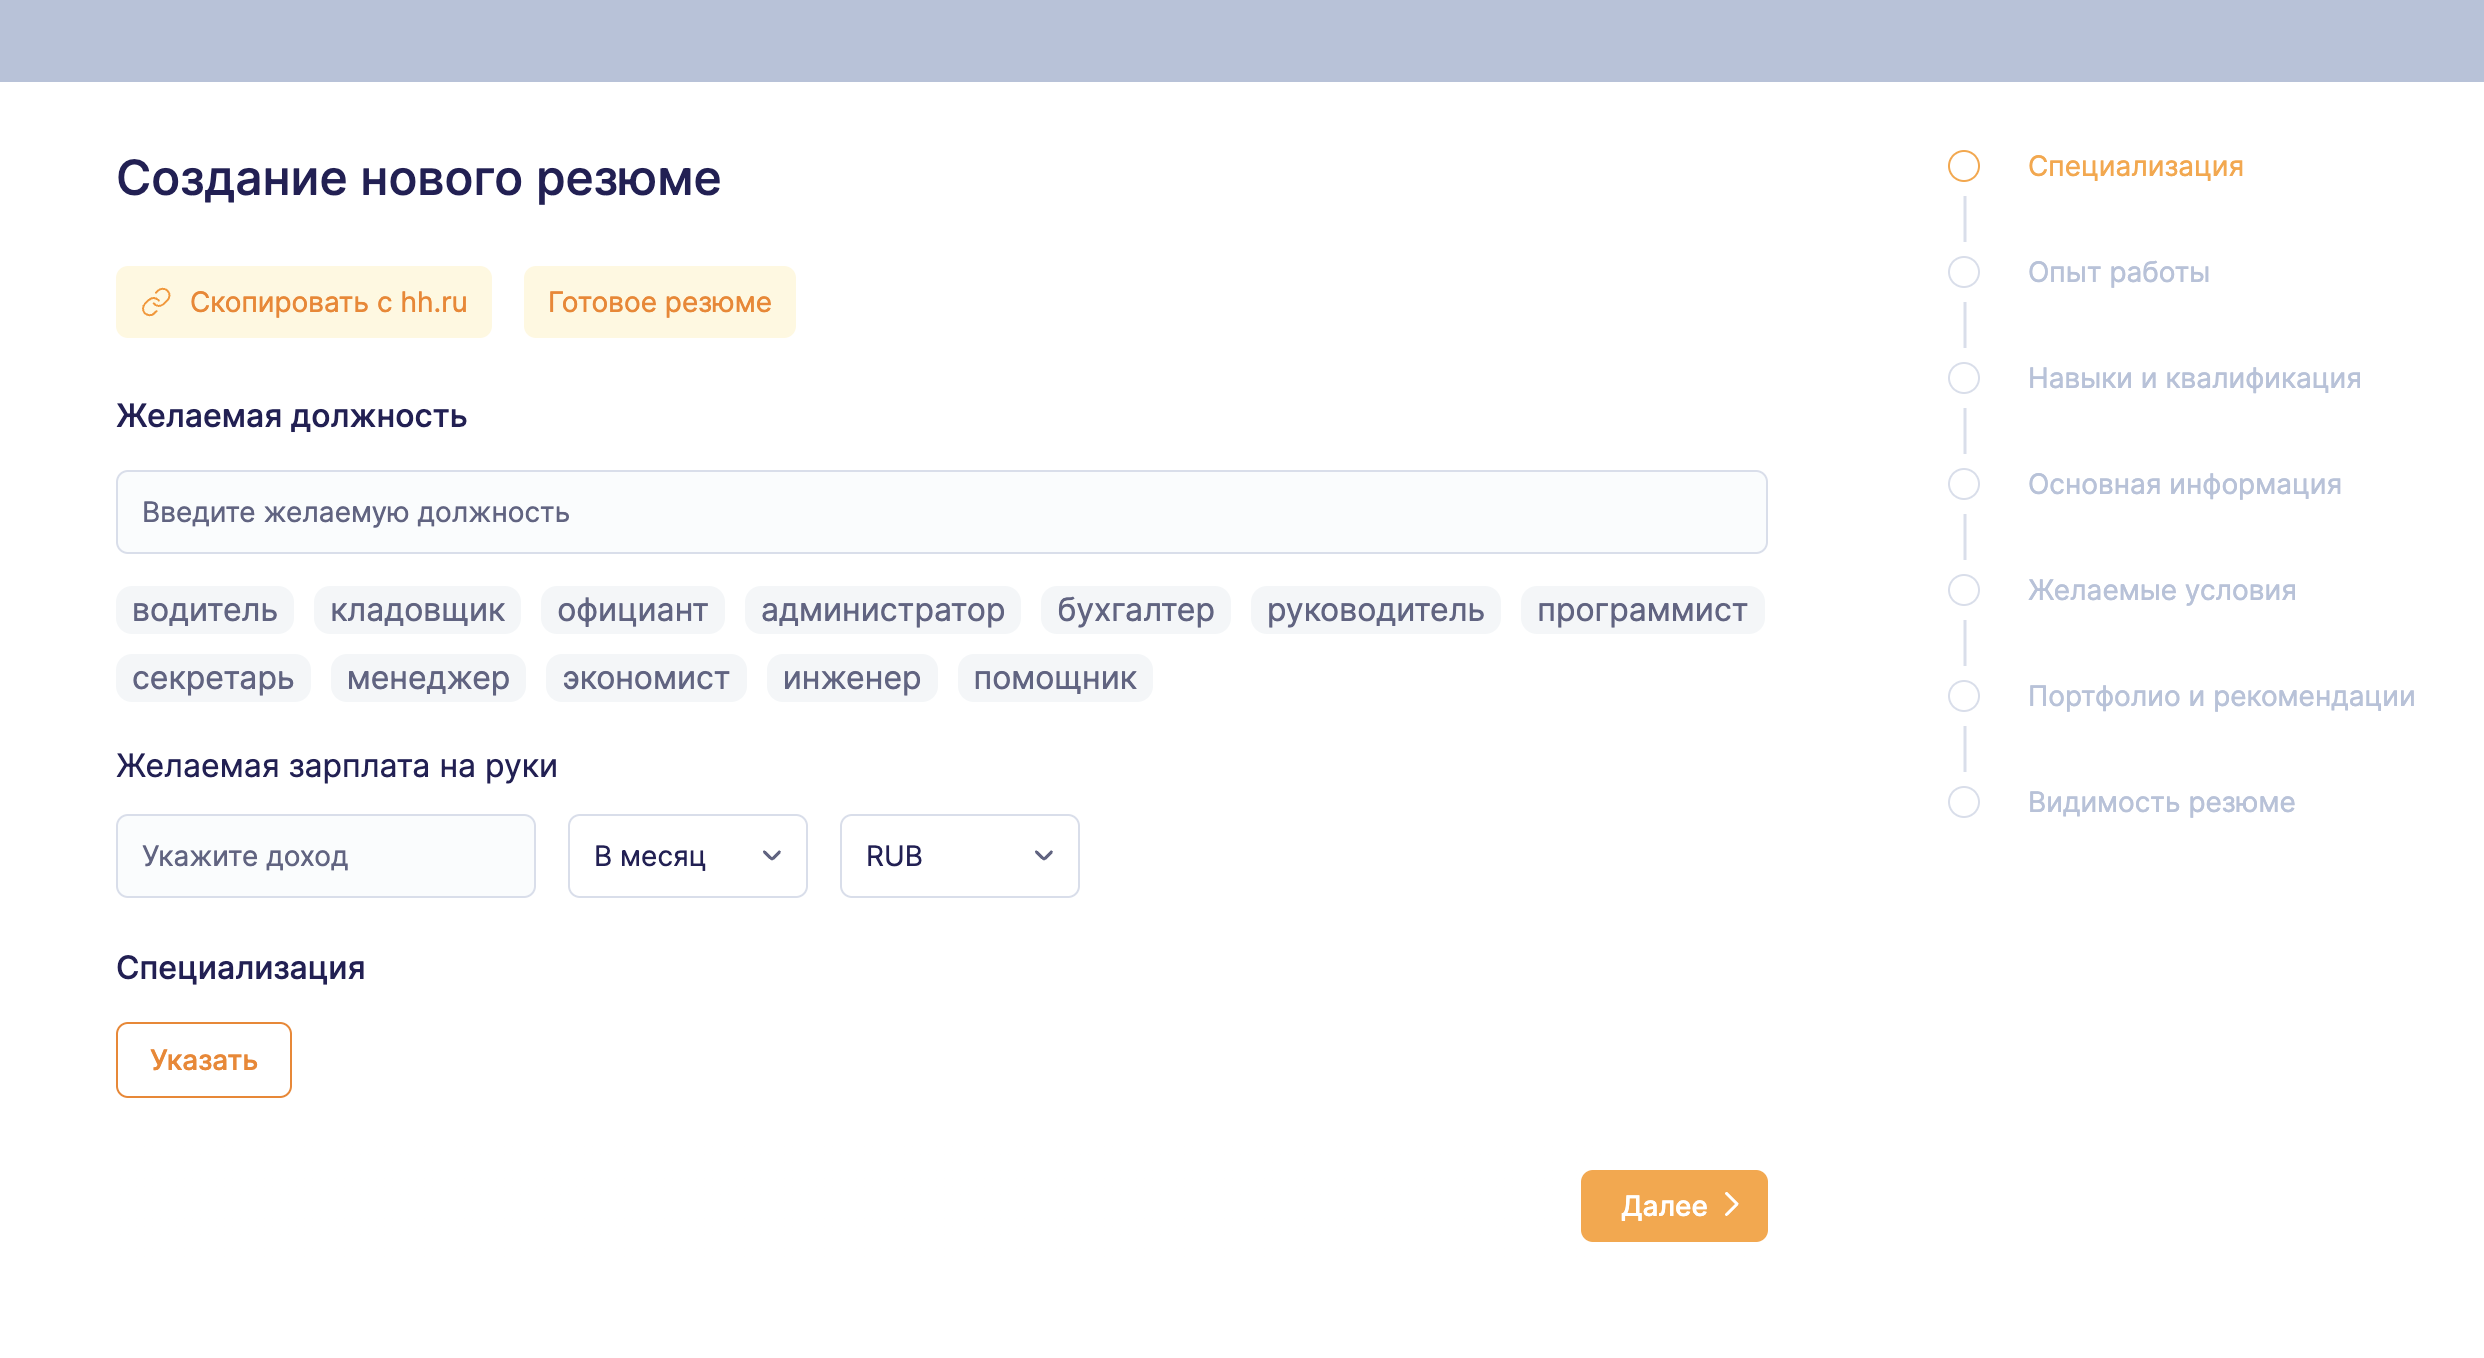 Создание нового резюме
Скопировать с hh.ru
Готовое резюме
Желаемая должность
Введите желаемую должность
водитель кладовщик официант администратор бухгалтер руководитель программист
секретарь менеджер экономист инженер помощник
Желаемая зарплата на руки
Укажите доход
В месяц
RUB
Специализация
Указать
Далее
Специализация
Опыт работы
Навыки и квалификация
Основная информация
Желаемые условия
Портфолио и рекомендации
Видимость резюме